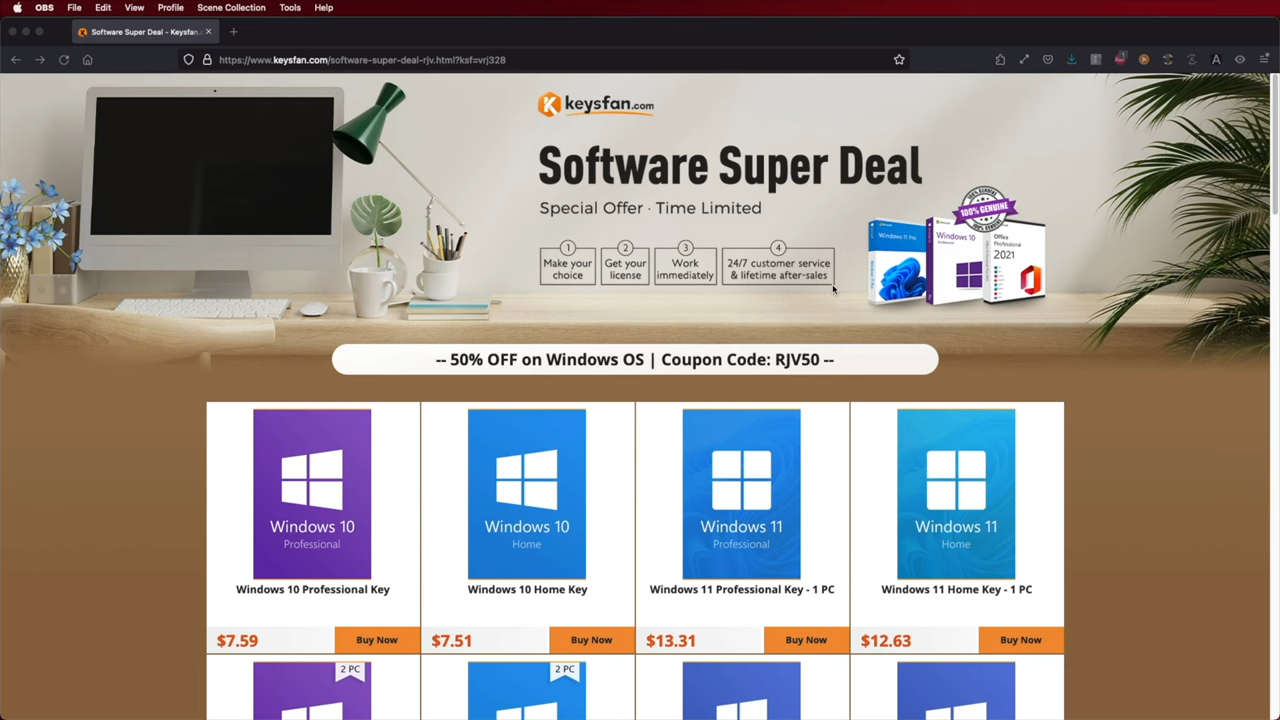 OBS File Edit View Profile Scene Collection Tools Help
Software Super Deal - Keysfan.c
https://www.keysfan.com/software-super-deal-rjv.html?ksf=vrj328
keysfan.com
Software Super Deal
Special Offer · Time Limited
1 2 3 4
Make your choice
Get your license
Work immediately
24/7 customer service & lifetime after-sales
100% GENUINE
Windows 11 Pro
Windows 10
Office
Professional
2021
-- 50% OFF on Windows OS | Coupon Code: RJV50 --
Windows 10
Professional
Windows 10
Home
Windows 11
Professional
Windows 11
Home
Windows 10 Professional Key
Windows 10 Home Key
Windows 11 Professional Key - 1 PC
Windows 11 Home Key - 1 PC
$7.59 Buy Now
$7.51 Buy Now
$13.31 Buy Now
$12.63 Buy Now
2 PC
2 PC